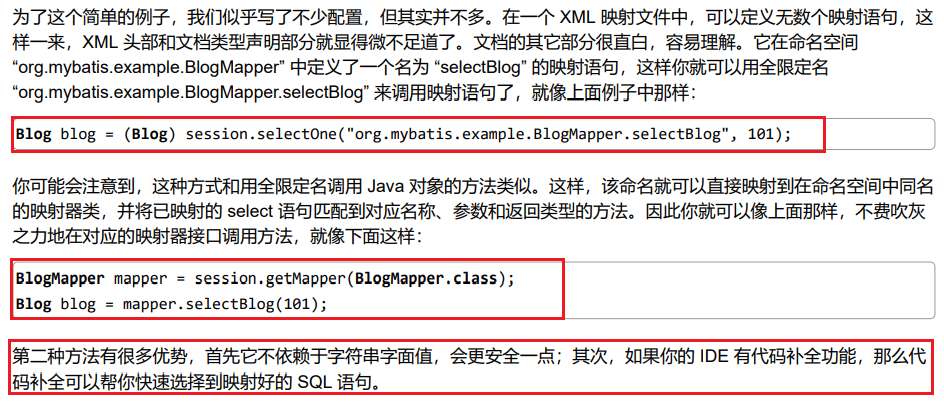 为了这个简单的例子，我们似乎写了不少配置，但其实并不多。在一个 XML 映射文件中，可以定义无数个映射语句，这
样一来，XML 头部和文档类型声明部分就显得微不足道了。文档的其它部分很直白，容易理解。它在命名空间
“org.mybatis.example.BlogMapper” 中定义了一个名为 “selectBlog” 的映射语句，这样你就可以用全限定名
“org.mybatis.example.BlogMapper.selectBlog” 来调用映射语句了，就像上面例子中那样：
Blog blog = (Blog) session.selectOne("org.mybatis.example.BlogMapper.selectBlog", 101);
你可能会注意到，这种方式和用全限定名调用 Java 对象的方法类似。这样，该命名就可以直接映射到在命名空间中同名
的映射器类，并将已映射的 select 语句匹配到对应名称、参数和返回类型的方法。因此你就可以像上面那样，不费吹灰
之力地在对应的映射器接口调用方法，就像下面这样：
BlogMapper mapper = session.getMapper(BlogMapper.class);
Blog blog = mapper.selectBlog(101);
第二种方法有很多优势，首先它不依赖于字符串字面值，会更安全一点；其次，如果你的 IDE 有代码补全功能，那么代
码补全可以帮你快速选择到映射好的 SQL 语句。